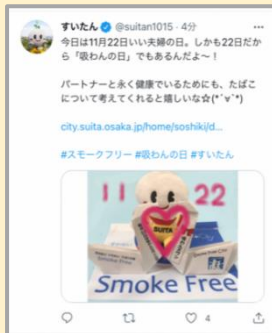 すいたん @suitan1015・4分
今日は11月22日いい夫婦の日。しかも22日だか
ら「吸わんの日」でもあるんだよ〜！
パートナーと永く健康でいるためにも、たばこ
について考えてくれると嬉しいな☆(*´∀`*)
city.suita.osaka.jp/home/soshiki/d...
#スモークフリー #吸わんの日 #すいたん
11 22
SUITA
Smoke Free
4